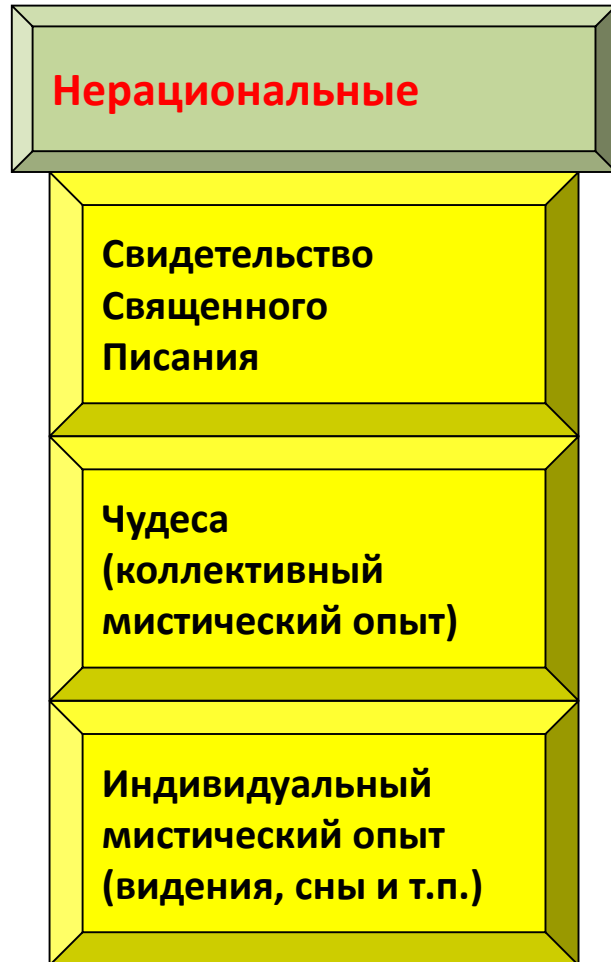 Нерациональные
Свидетельство
Священного
Писания
Чудеса
(коллективный
мистический опыт)
Индивидуальный
мистический опыт
(видения, сны и т.п.)